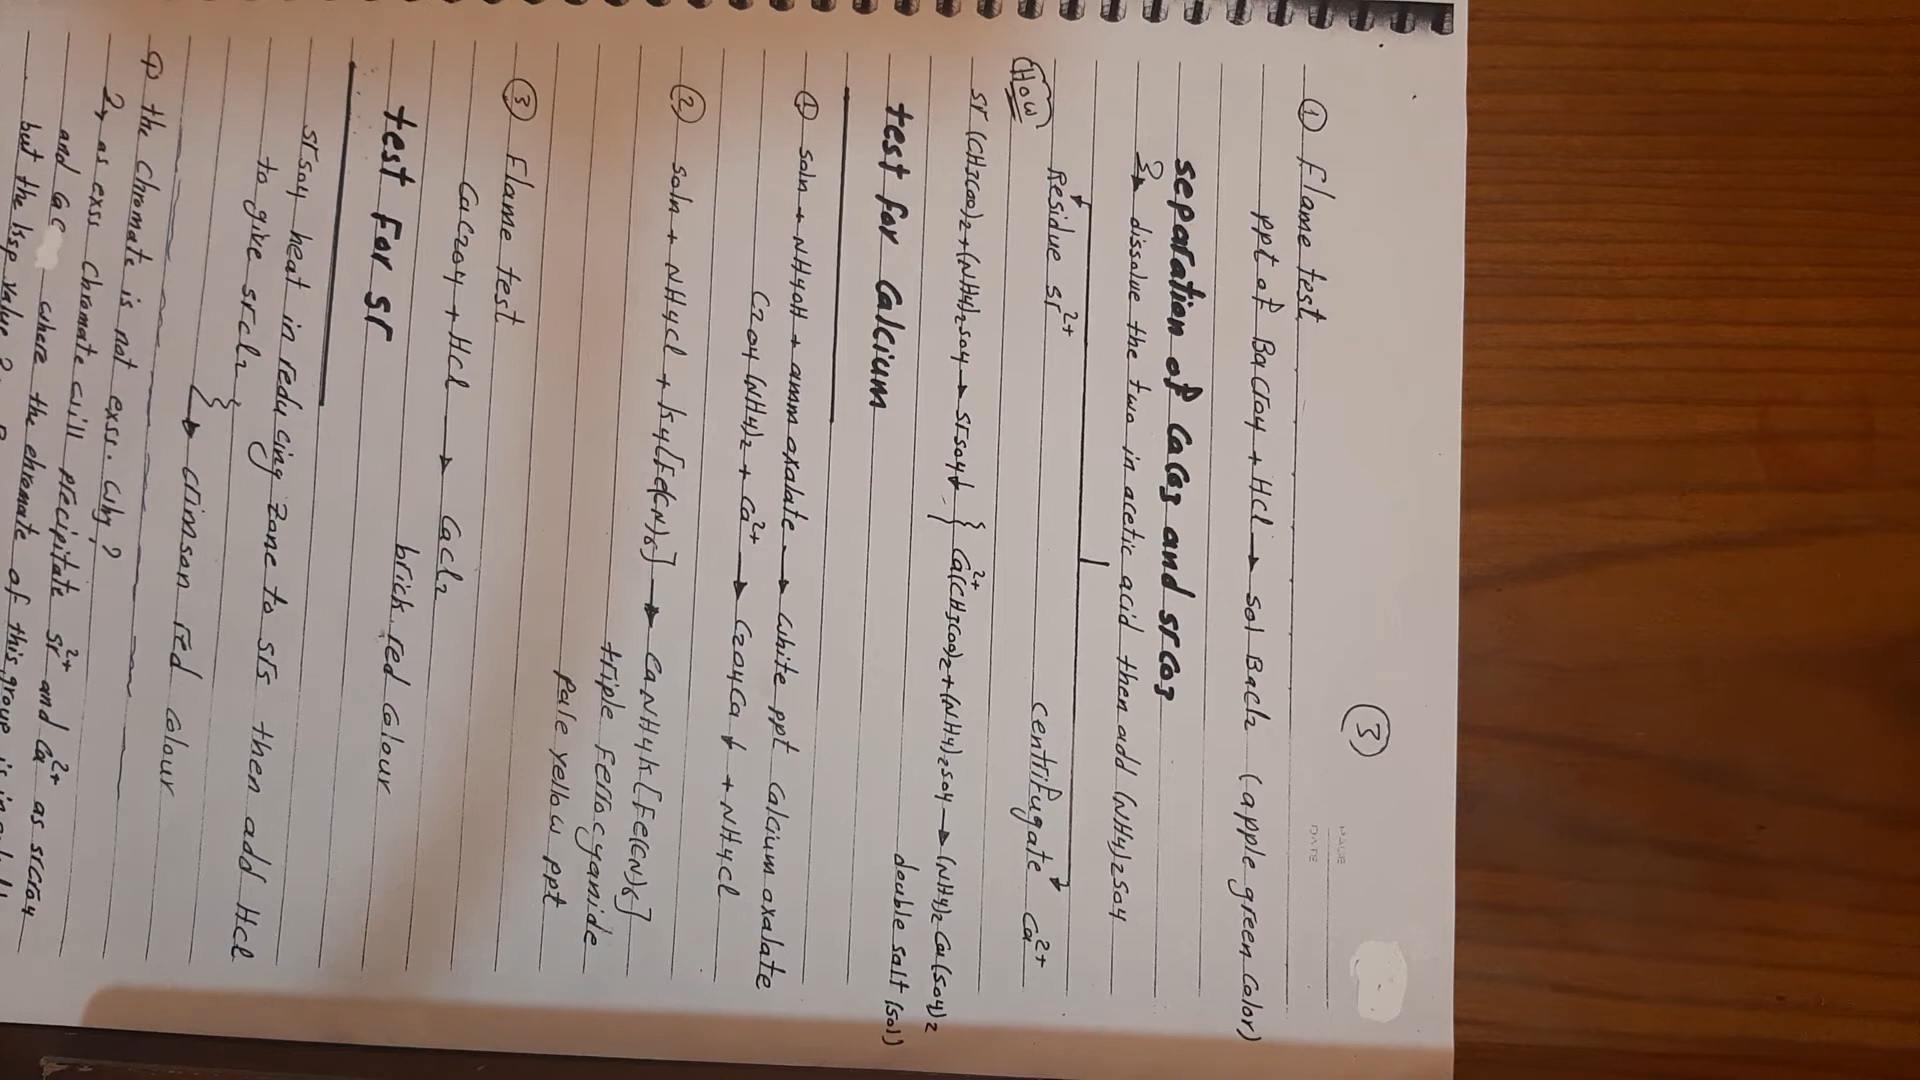 3
NAME
DATE
① Flame test
ppt of BaCrO4 + HCl → sol BaCl2 (apple green color)
separation of CaCO3 and SrCO3
dissolve the two in acetic acid then add (NH4)2SO4
Residue Sr2+ centrifugate Ca2+
How
Sr(CH3COO)2+(NH4)2SO4 → SrSO4↓ } { Ca2+(CH3COO)2+(NH4)2SO4 → (NH4)2Ca(SO4)2
double salt (sol)
test for Calcium
① soln + NH4OH + amm oxalate → white ppt calcium oxalate
C2O4(NH4)2 + Ca2+ → C2O4Ca↓ + NH4Cl
② soln + NH4Cl + K4[Fe(CN)6] → CaNH4K[Fe(CN)6]
triple Ferrocyanide
pale yellow ppt
③ Flame test
CaC2O4 + HCl → CaCl2
brick red colour
test For Sr
SrSO4 heat in reducing zone to SrS then add HCl
to give SrCl2 }
→ crimson red colour
the chromate is not exss. why?
as exss chromate will precipitate Sr2+ and Ca2+ as SrCrO4
and where the chromate of this group is
but the ksp value